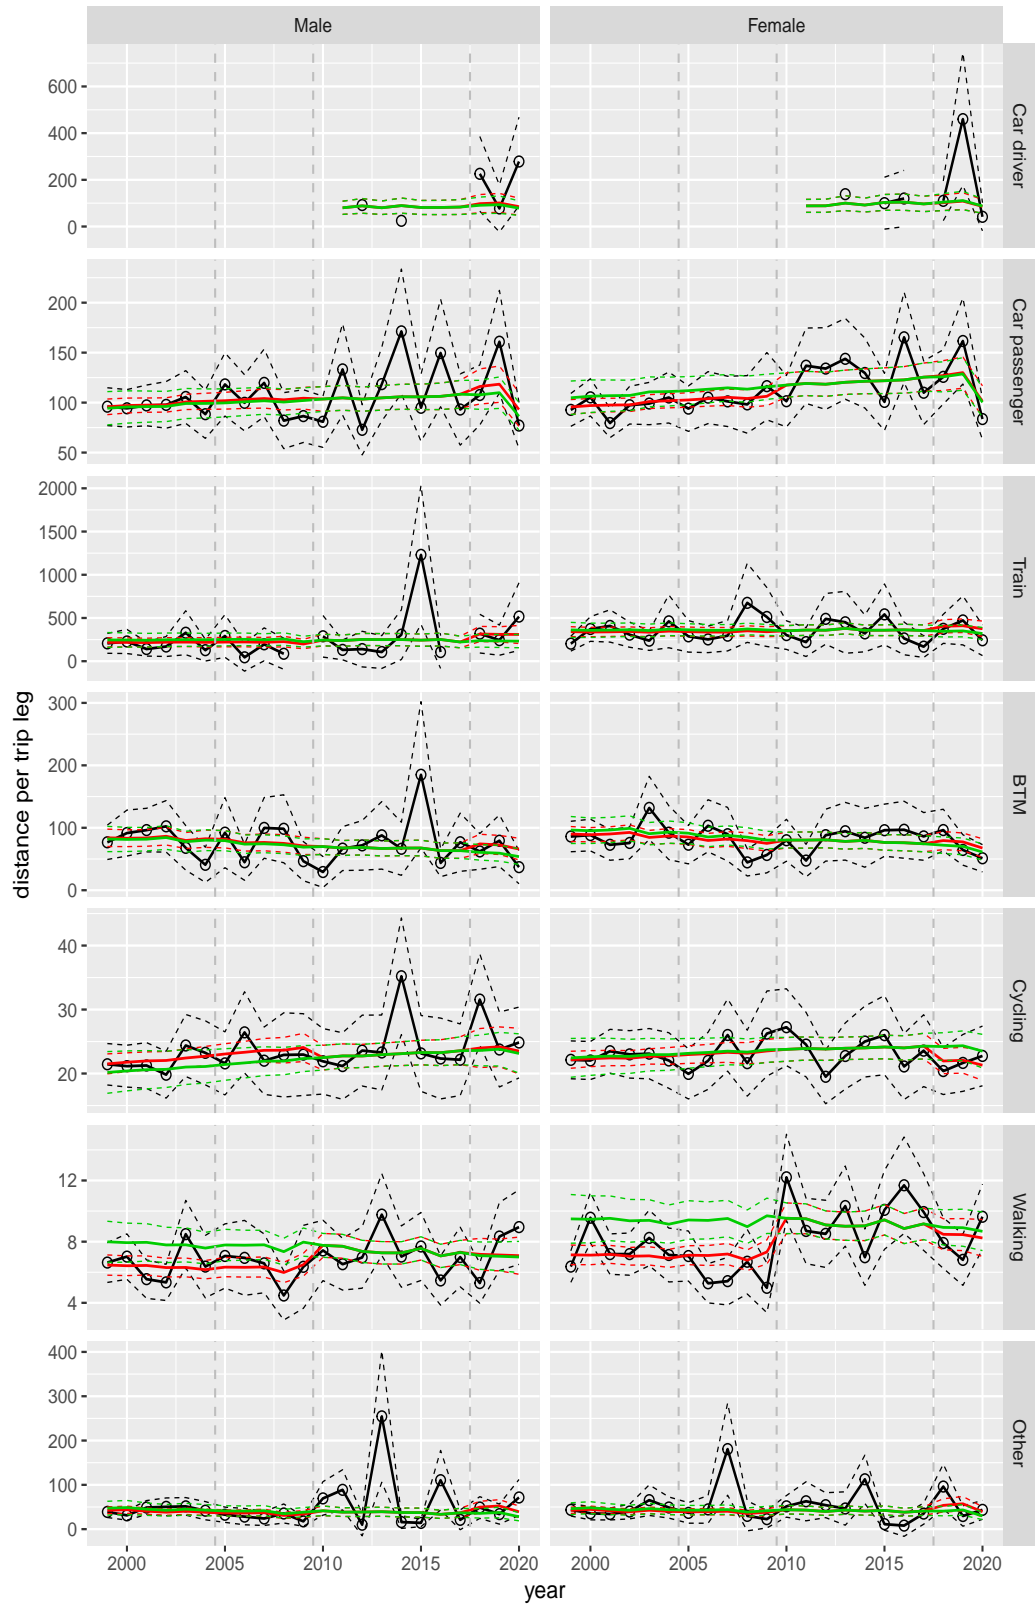 Male Female
600
400
200
0
Car driver
200
150
100
50
Car passenger
2000
1500
1000
500
0
Train
300
200
100
0
BTM
40
30
20
Cycling
12
8
4
Walking
400
300
200
100
0
Other
distance per trip leg
2000 2005 2010 2015 2020 2000 2005 2010 2015 2020
year